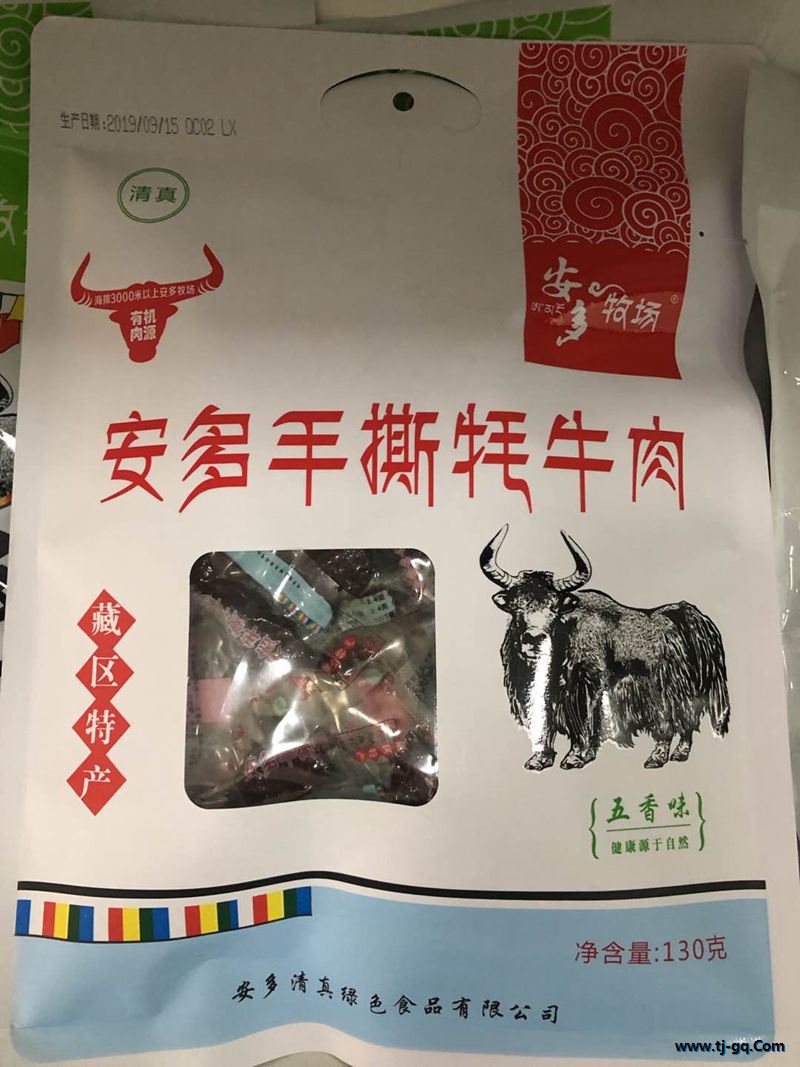 生产日期:2019/09/15 QC02 LX
清真
海拔3000米以上安多牧场
有机
肉源
安多牧场
安多手撕牦牛肉
藏区特产
五香味
健康源于自然
净含量:130克
安多清真绿色食品有限公司
www.tj-gq.Com